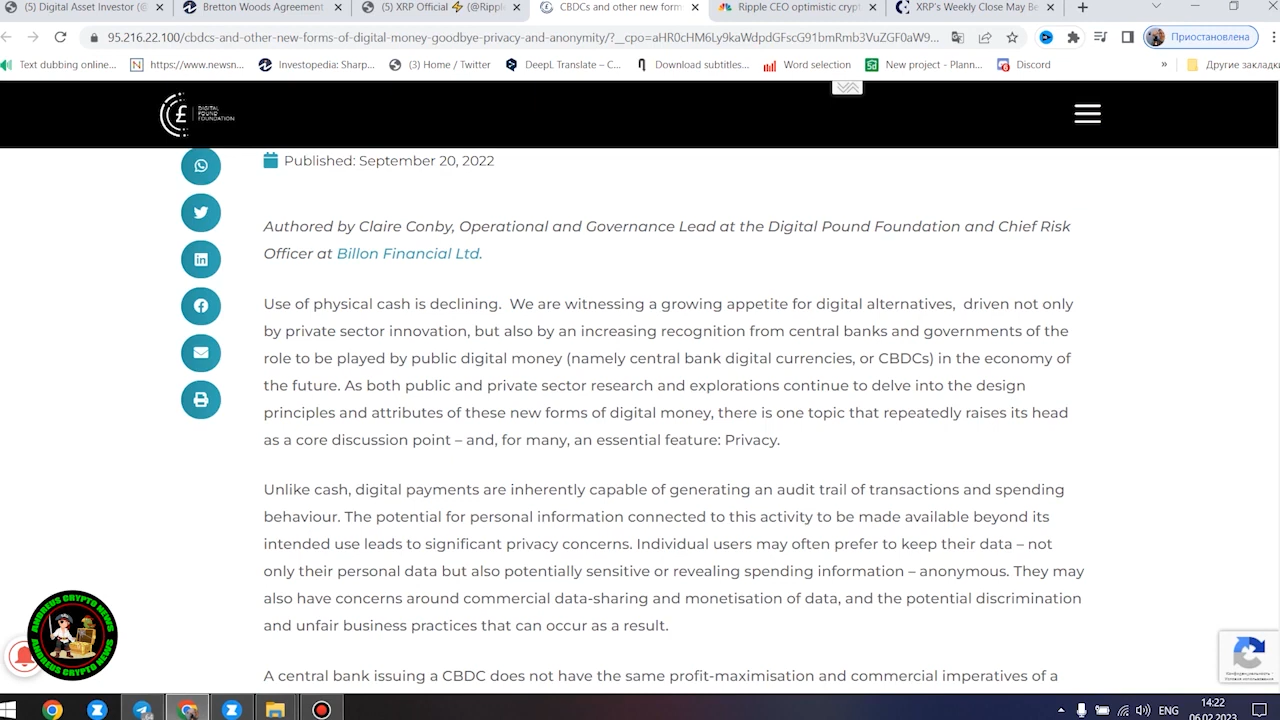 (5) Digital Asset Investor (@
Bretton Woods Agreement
(5) XRP Official ⚡ (@Ripple
CBDCs and other new form
Ripple CEO optimistic crypt
XRP's Weekly Close May Be
95.216.22.100/cbdcs-and-other-new-forms-of-digital-money-goodbye-privacy-and-anonymity/?__cpo=aHR0cHM6Ly9kaWdpdGFscG91bmRmb3VuZGF0aW9...
Приостановлена
Text dubbing online...
https://www.newsn...
Investopedia: Sharp...
(3) Home / Twitter
DeepL Translate – C...
Download subtitles...
Word selection
New project - Plann...
Discord
»
Другие закладки
DIGITAL
POUND
FOUNDATION
Published: September 20, 2022
Authored by Claire Conby, Operational and Governance Lead at the Digital Pound Foundation and Chief Risk
Officer at Billon Financial Ltd.
Use of physical cash is declining. We are witnessing a growing appetite for digital alternatives, driven not only
by private sector innovation, but also by an increasing recognition from central banks and governments of the
role to be played by public digital money (namely central bank digital currencies, or CBDCs) in the economy of
the future. As both public and private sector research and explorations continue to delve into the design
principles and attributes of these new forms of digital money, there is one topic that repeatedly raises its head
as a core discussion point – and, for many, an essential feature: Privacy.
Unlike cash, digital payments are inherently capable of generating an audit trail of transactions and spending
behaviour. The potential for personal information connected to this activity to be made available beyond its
intended use leads to significant privacy concerns. Individual users may often prefer to keep their data – not
only their personal data but also potentially sensitive or revealing spending information – anonymous. They may
also have concerns around commercial data-sharing and monetisation of data, and the potential discrimination
and unfair business practices that can occur as a result.
A central bank issuing a CBDC does not have the same profit-maximisation and commercial imperatives of a
ANDREUS CRYPTO NEWS
ANDREUS CRYPTO NEWS
ENG
14:22
06.02.2023